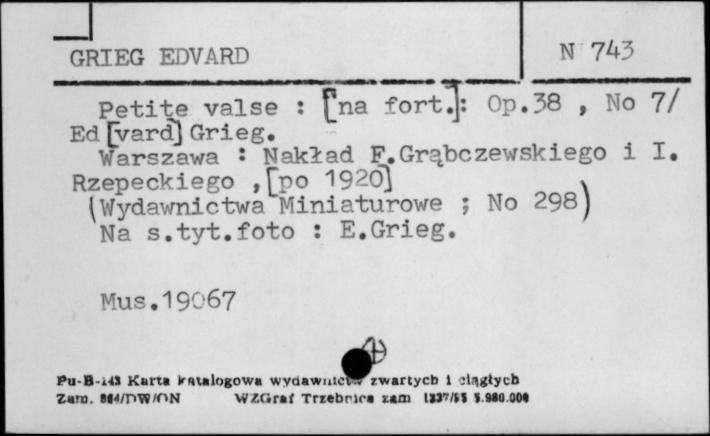 GRIEG EDVARD N 743
Petite valse : [na fort.]: Op.38 , No 7/
Ed[vard] Grieg.
Warszawa : Nakład F.Grąbczewskiego i I.
Rzepeckiego ,[po 1920]
(Wydawnictwa Miniaturowe ; No 298)
Na s.tyt.foto : E.Grieg.
Mus.19067
Pu-B-143 Karta katalogowa wydawnictw zwartych i ciągłych
Zam. 864/DW/ON WZGraf Trzebnica zam 1337/55 5.980.000